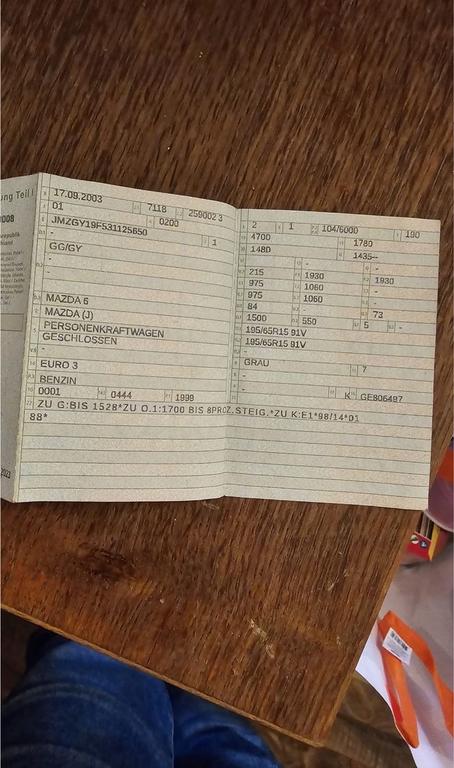 ung Teil I
17.09.2003
01 7118 259002 3
JMZGY19F531125650 0200
- 1
GG/GY
-
-
MAZDA 6
MAZDA (J)
PERSONENKRAFTWAGEN
GESCHLOSSEN
-
EURO 3
BENZIN
0001 0444 1999
2 1 104/6000 190
4700 1780
148D 1435--
- -
215 1930 1930
975 1060 -
975 1060
84 - 73
1500 550 5 -
195/65R15 91V
195/65R15 91V
-
GRAU 7
-
- K GE806497
ZU G:BIS 1528*ZU O.1:1700 BIS 8PROZ.STEIG.*ZU K:E1*98/14*01
88*